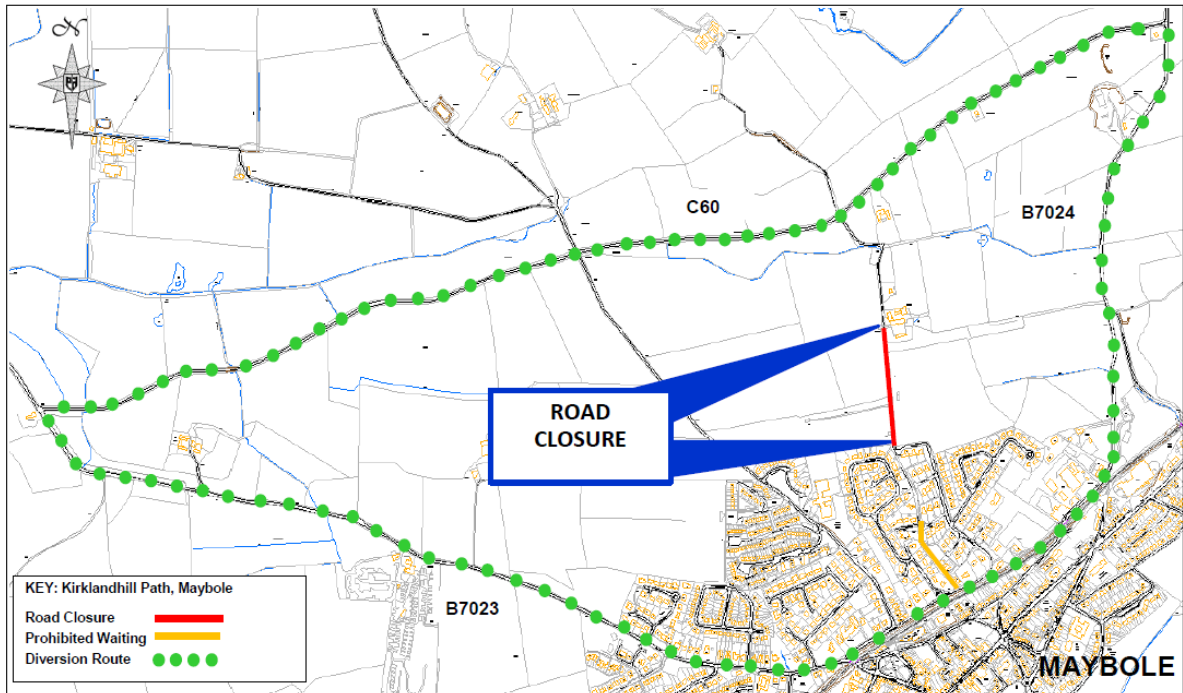 N
C60
B7024
ROAD
CLOSURE
B7023
KEY: Kirklandhill Path, Maybole
Road Closure
Prohibited Waiting
Diversion Route
MAYBOLE